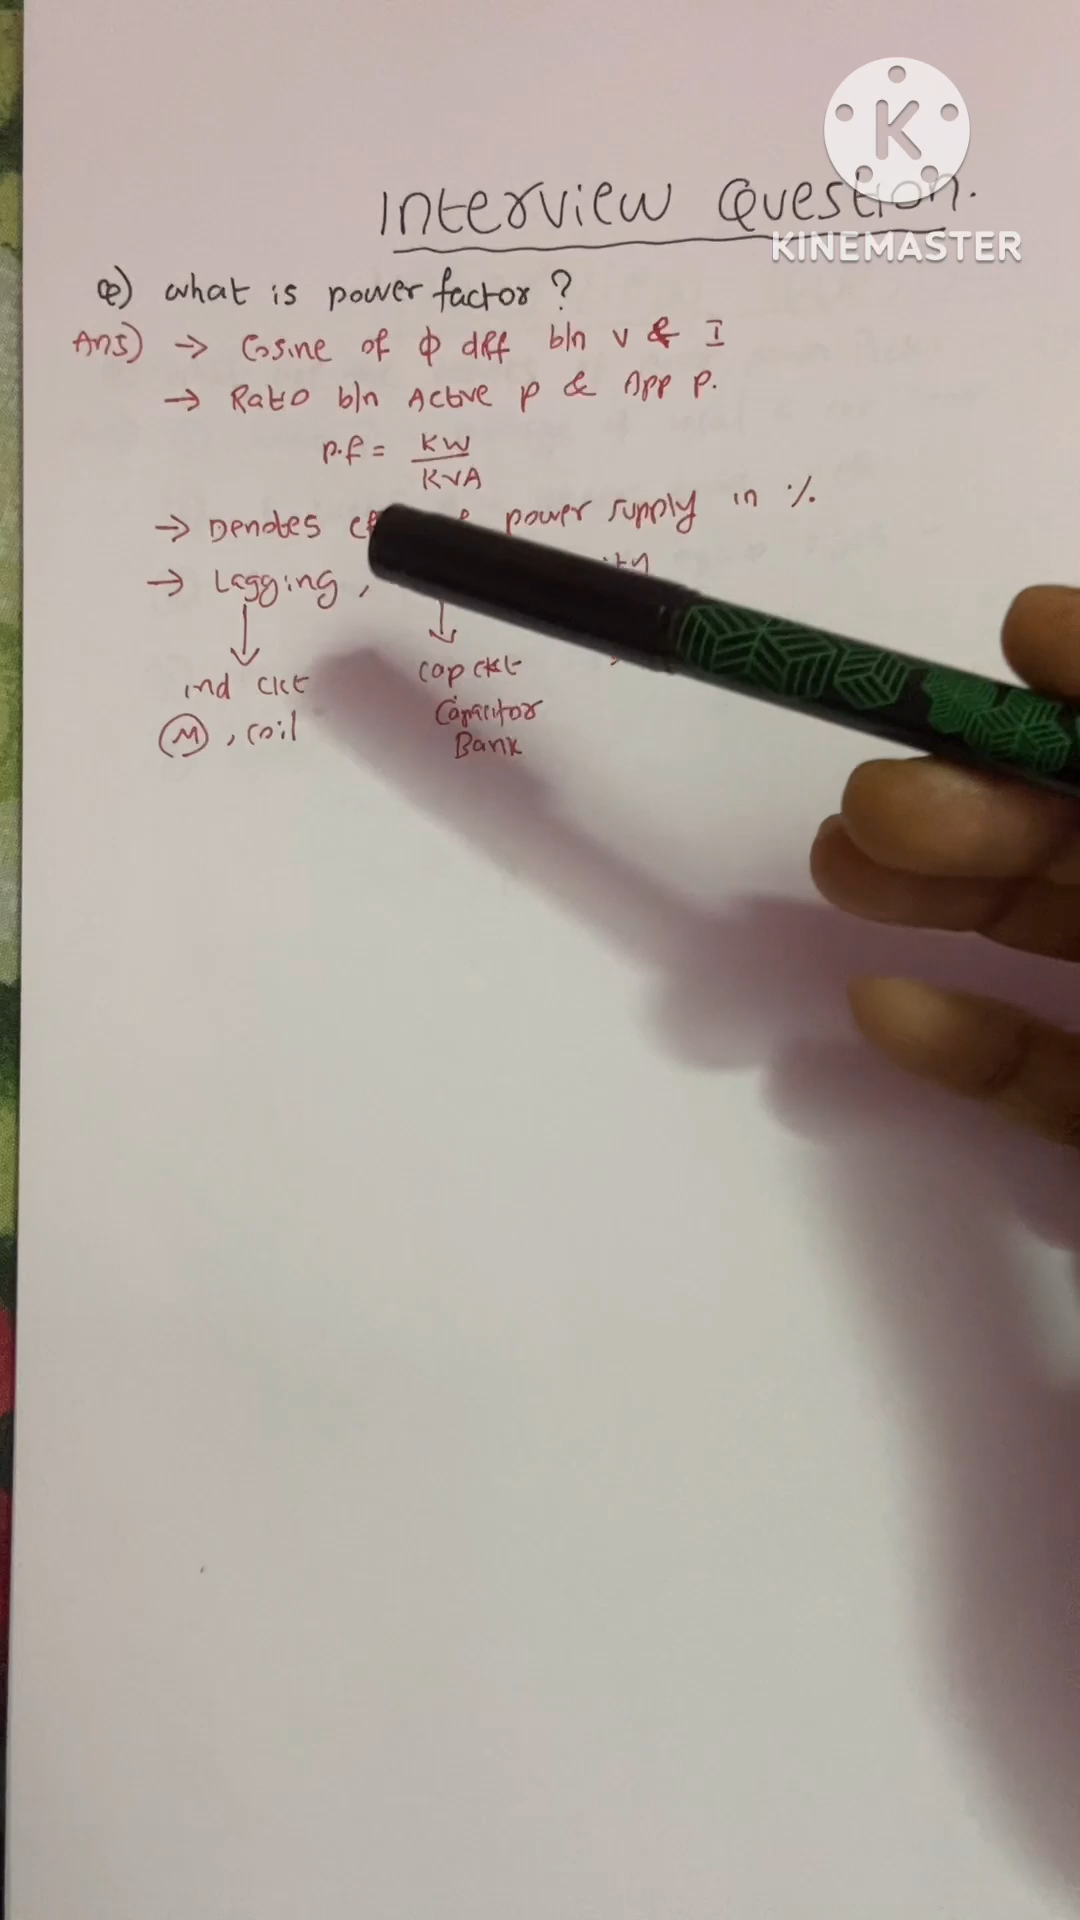 Interview Question.
KINEMASTER
Q) what is power factor ?
Ans) → Cosine of ϕ diff b/n V & I
→ Ratio b/n Active P & App P.
P.f = KW
KVA
→ Denotes power supply in %
→ Lagging ,
ind ckt
cap ckt
M , coil
Capacitor
Bank